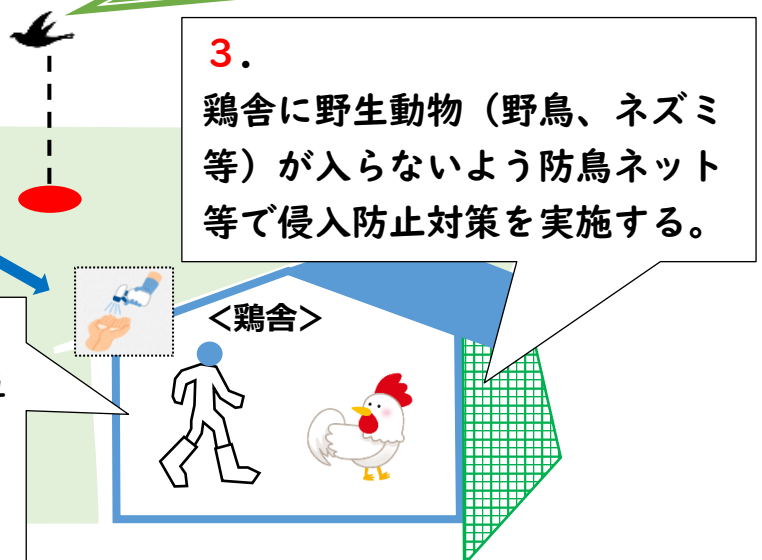 3.
鶏舎に野生動物（野鳥、ネズミ
等）が入らないよう防鳥ネット
等で侵入防止対策を実施する。
＜鶏舎＞